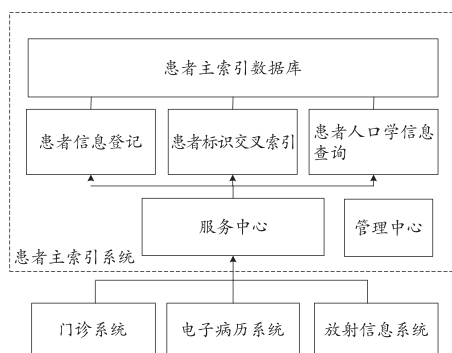 患者主索引数据库
患者信息登记
患者标识交叉索引
患者人口学信息
查询
服务中心
管理中心
患者主索引系统
门诊系统
电子病历系统
放射信息系统